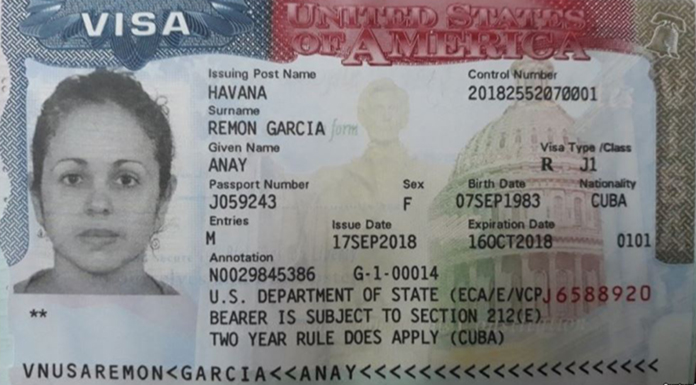 VISA
UNITED STATES
OF AMERICA
Issuing Post Name Control Number
HAVANA 20182552070001
Surname
REMON GARCIA form
Given Name Visa Type /Class
ANAY R J1
Passport Number Sex Birth Date Nationality
J059243 F 07SEP1983 CUBA
Entries Issue Date Expiration Date
M 17SEP2018 16OCT2018 0101
Annotation
N0029845386 G-1-00014
U.S. DEPARTMENT OF STATE (ECA/E/VCP J6588920
BEARER IS SUBJECT TO SECTION 212(E)
TWO YEAR RULE DOES APPLY (CUBA)
**
VNUSAREMON<GARCIA<<ANAY<<<<<<<<<<<<<<<<<<<<<